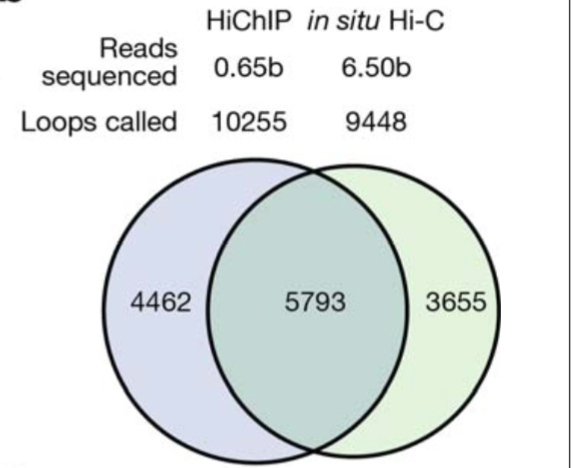 HiChIP in situ Hi-C
Reads sequenced 0.65b 6.50b
Loops called 10255 9448
4462 5793 3655